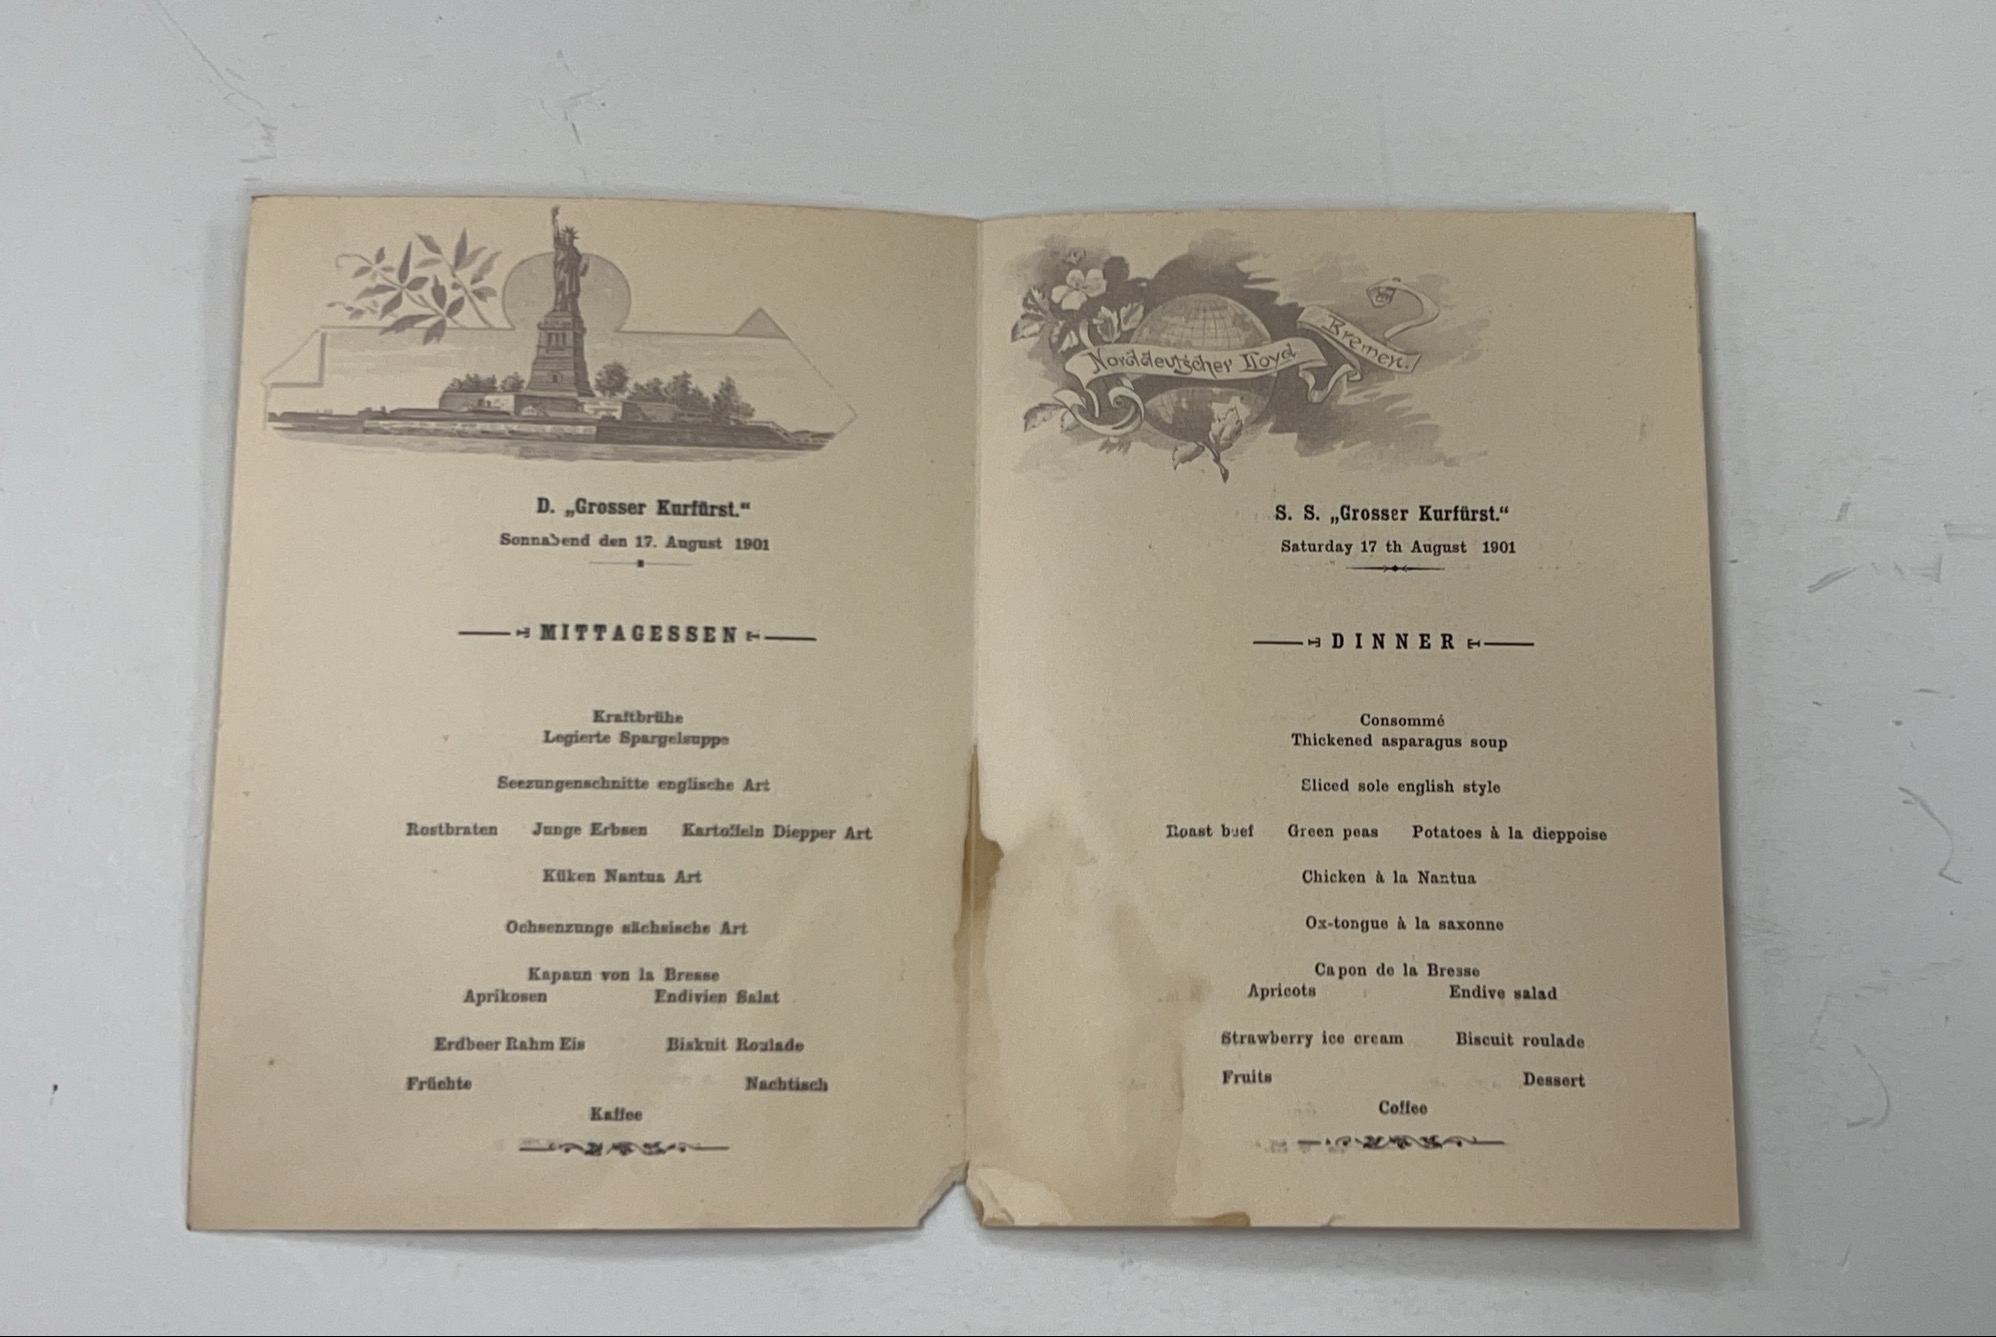 D. „Grosser Kurfürst.“
Sonnabend den 17. August 1901
MITTAGESSEN
Kraftbrühe
Legierte Spargelsuppe
Seezungenschnitte englische Art
Rostbraten Junge Erbsen Kartoffeln Diepper Art
Küken Nantua Art
Ochsenzunge sächsische Art
Kapaun von la Bresse
Aprikosen Endivien Salat
Erdbeer Rahm Eis Biskuit Roulade
Früchte Nachtisch
Kaffee
Norddeutscher Lloyd
Bremen.
S. S. „Grosser Kurfürst.“
Saturday 17 th August 1901
DINNER
Consommé
Thickened asparagus soup
Sliced sole english style
Roast beef Green peas Potatoes à la dieppoise
Chicken à la Nantua
Ox-tongue à la saxonne
Capon de la Bresse
Apricots Endive salad
Strawberry ice cream Biscuit roulade
Fruits Dessert
Coffee